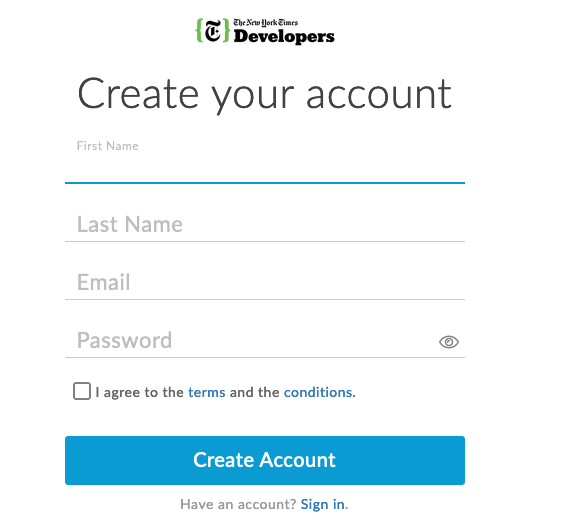 {T} The New York Times
Developers
Create your account
First Name
Last Name
Email
Password
I agree to the terms and the conditions.
Create Account
Have an account? Sign in.